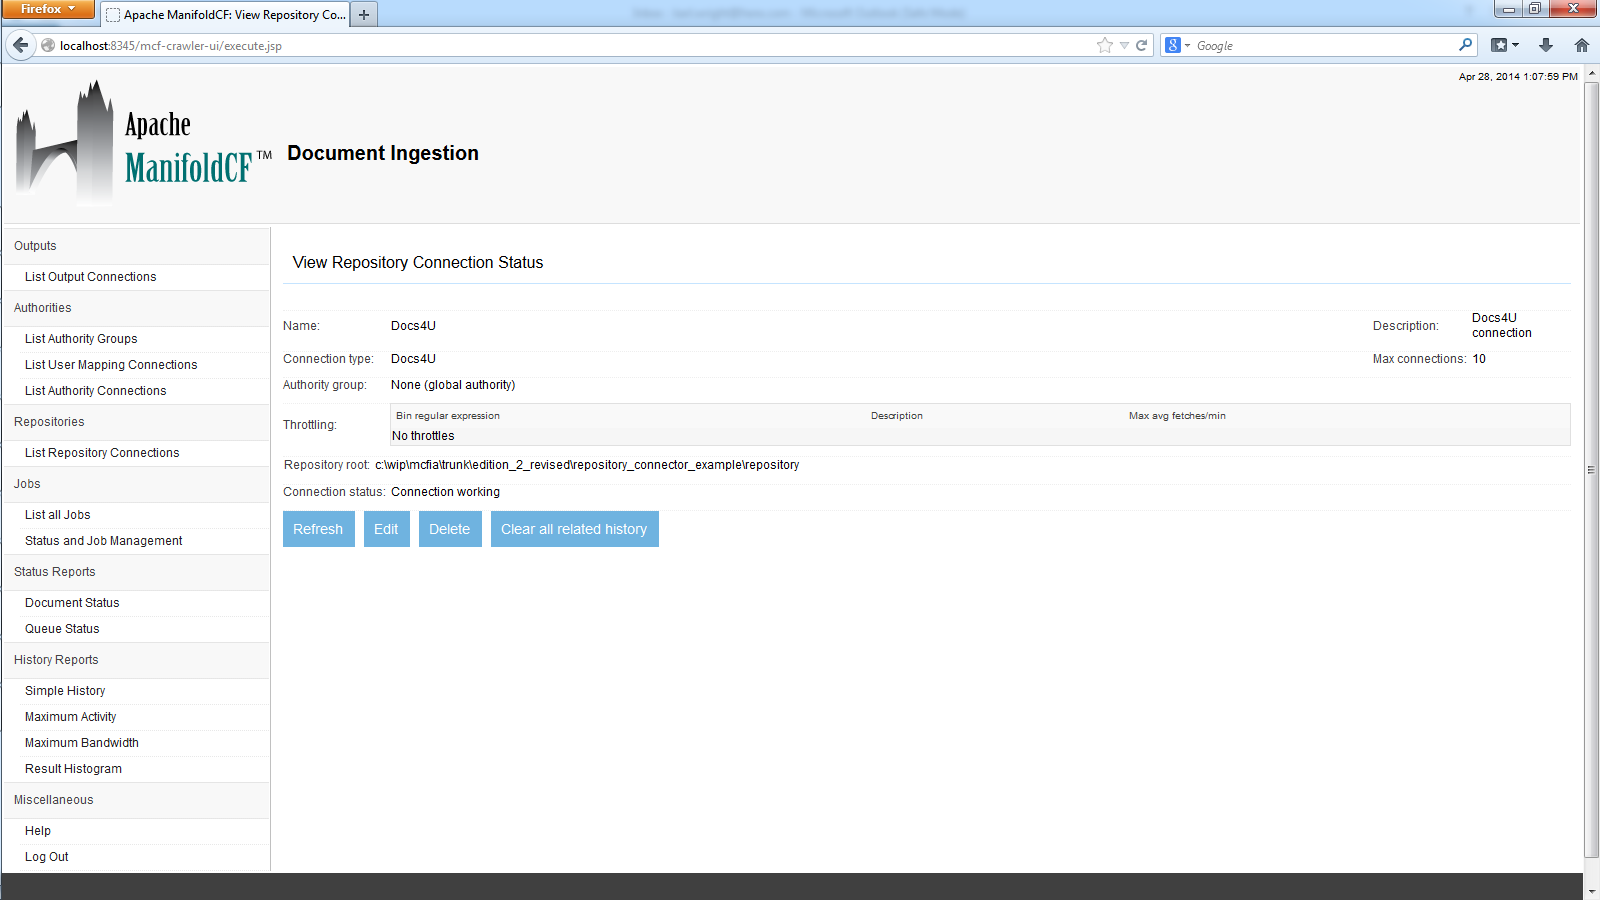 Firefox
Apache ManifoldCF: View Repository Co...
localhost:8345/mcf-crawler-ui/execute.jsp
Google
Apr 28, 2014 1:07:59 PM
Apache
ManifoldCF™
Document Ingestion
Outputs
List Output Connections
Authorities
List Authority Groups
List User Mapping Connections
List Authority Connections
Repositories
List Repository Connections
Jobs
List all Jobs
Status and Job Management
Status Reports
Document Status
Queue Status
History Reports
Simple History
Maximum Activity
Maximum Bandwidth
Result Histogram
Miscellaneous
Help
Log Out
View Repository Connection Status
Name: Docs4U Description: Docs4U
connection
Connection type: Docs4U Max connections: 10
Authority group: None (global authority)
Throttling: Bin regular expression Description Max avg fetches/min
No throttles
Repository root: c:\wip\mcfia\trunk\edition_2_revised\repository_connector_example\repository
Connection status: Connection working
Refresh Edit Delete Clear all related history